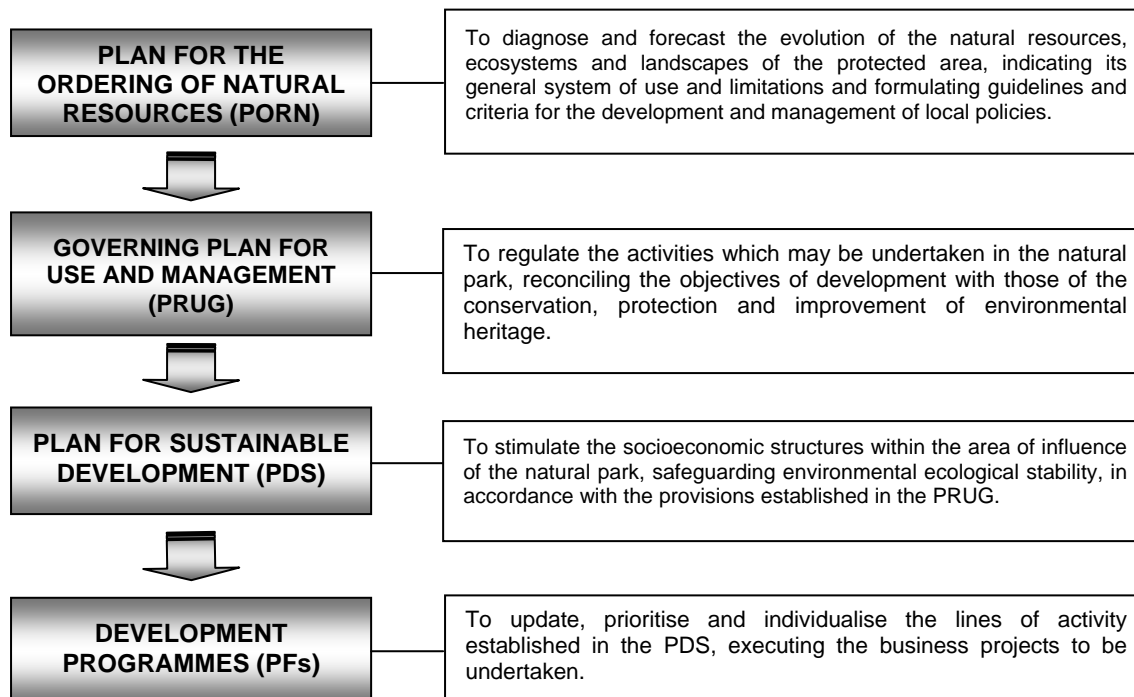 PLAN FOR THE
ORDERING OF NATURAL
RESOURCES (PORN)
To diagnose and forecast the evolution of the natural resources,
ecosystems and landscapes of the protected area, indicating its
general system of use and limitations and formulating guidelines and
criteria for the development and management of local policies.
GOVERNING PLAN FOR
USE AND MANAGEMENT
(PRUG)
To regulate the activities which may be undertaken in the natural
park, reconciling the objectives of development with those of the
conservation, protection and improvement of environmental
heritage.
PLAN FOR SUSTAINABLE
DEVELOPMENT (PDS)
To stimulate the socioeconomic structures within the area of influence
of the natural park, safeguarding environmental ecological stability, in
accordance with the provisions established in the PRUG.
DEVELOPMENT
PROGRAMMES (PFs)
To update, prioritise and individualise the lines of activity
established in the PDS, executing the business projects to be
undertaken.